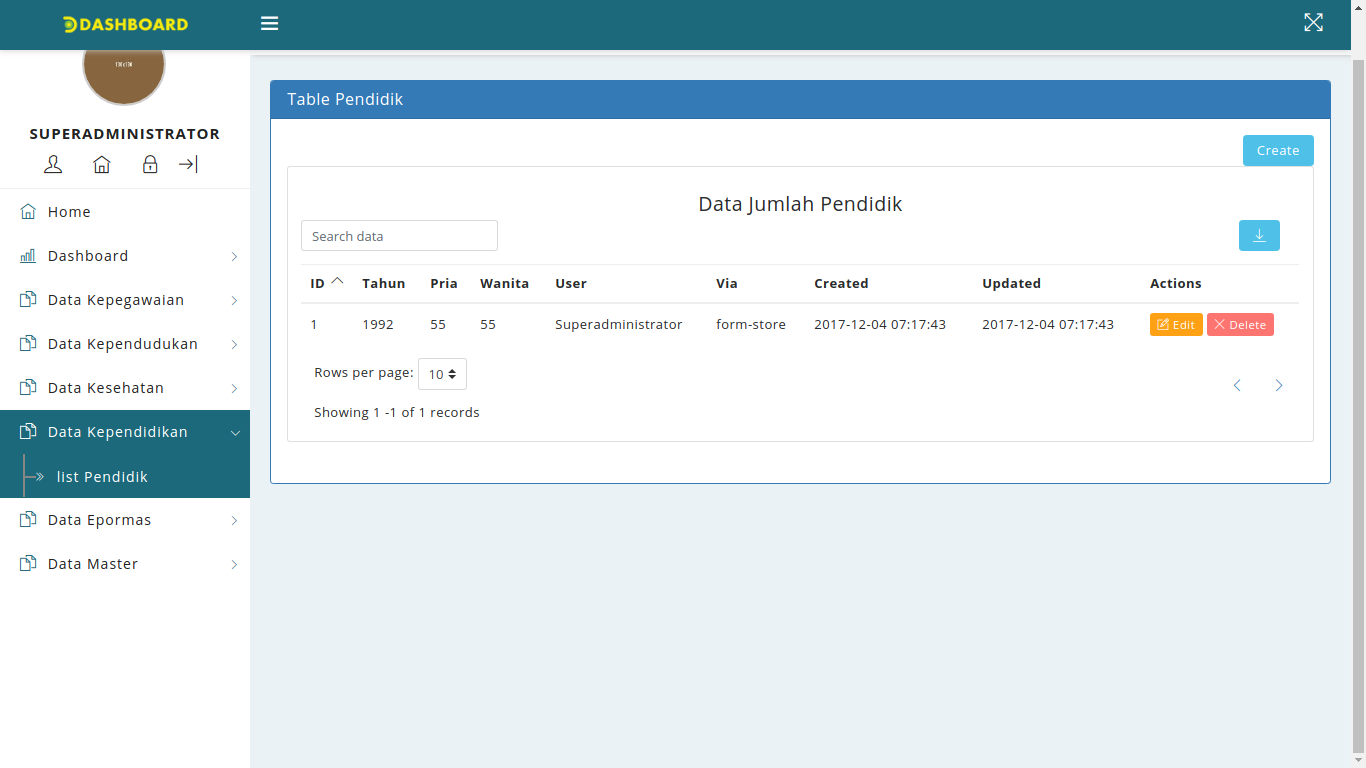 DASHBOARD
SUPERADMINISTRATOR
Home
Dashboard
Data Kepegawaian
Data Kependudukan
Data Kesehatan
Data Kependidikan
list Pendidik
Data Epormas
Data Master
Table Pendidik
Create
Data Jumlah Pendidik
Search data
ID Tahun Pria Wanita User Via Created Updated Actions
1 1992 55 55 Superadministrator form-store 2017-12-04 07:17:43 2017-12-04 07:17:43 Edit Delete
Rows per page: 10
Showing 1 -1 of 1 records